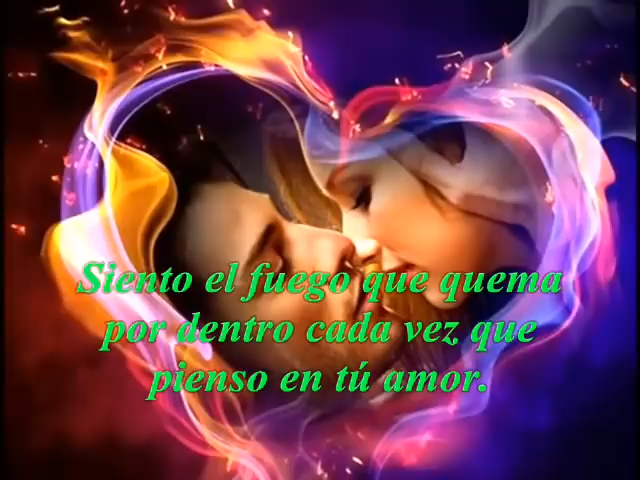 Siento el fuego que quema
por dentro cada vez que
pienso en tú amor.